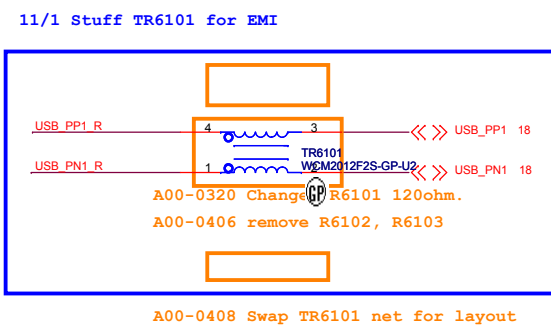 11/1 Stuff TR6101 for EMI
USB_PP1_R 4 3 USB_PP1 18
TR6101
USB_PN1_R 1 2 WCM2012F2S-GP-U2 USB_PN1 18
A00-0320 Change GP R6101 120ohm.
A00-0406 remove R6102, R6103
A00-0408 Swap TR6101 net for layout